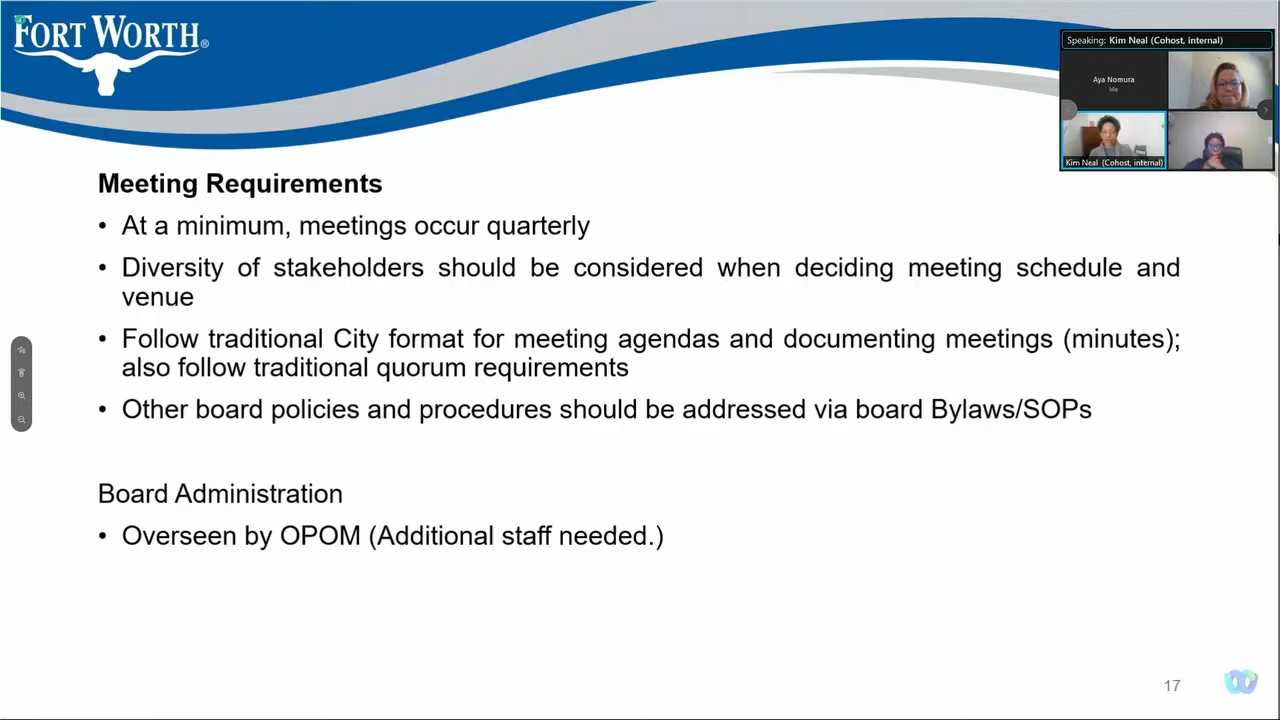 FORT WORTH®
Speaking: Kim Neal (Cohost, internal)
Aya Nomura
Me
Kim Neal (Cohost, internal)
Meeting Requirements
• At a minimum, meetings occur quarterly
• Diversity of stakeholders should be considered when deciding meeting schedule and
venue
• Follow traditional City format for meeting agendas and documenting meetings (minutes);
also follow traditional quorum requirements
• Other board policies and procedures should be addressed via board Bylaws/SOPs
Board Administration
• Overseen by OPOM (Additional staff needed.)
17